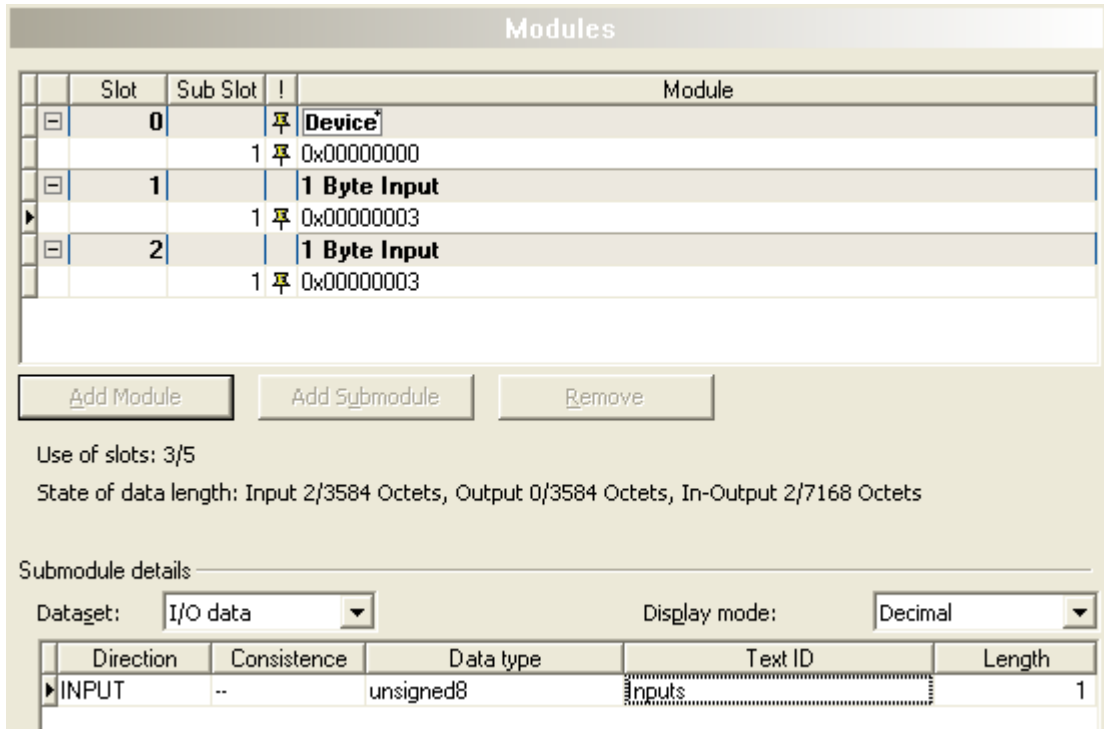 Modules
Slot Sub Slot ! Module
0 Device*
1 0x00000000
1 1 Byte Input
1 0x00000003
2 1 Byte Input
1 0x00000003
Add Module Add Submodule Remove
Use of slots: 3/5
State of data length: Input 2/3584 Octets, Output 0/3584 Octets, In-Output 2/7168 Octets
Submodule details
Dataset: I/O data Display mode: Decimal
Direction Consistence Data type Text ID Length
INPUT -- unsigned8 Inputs 1